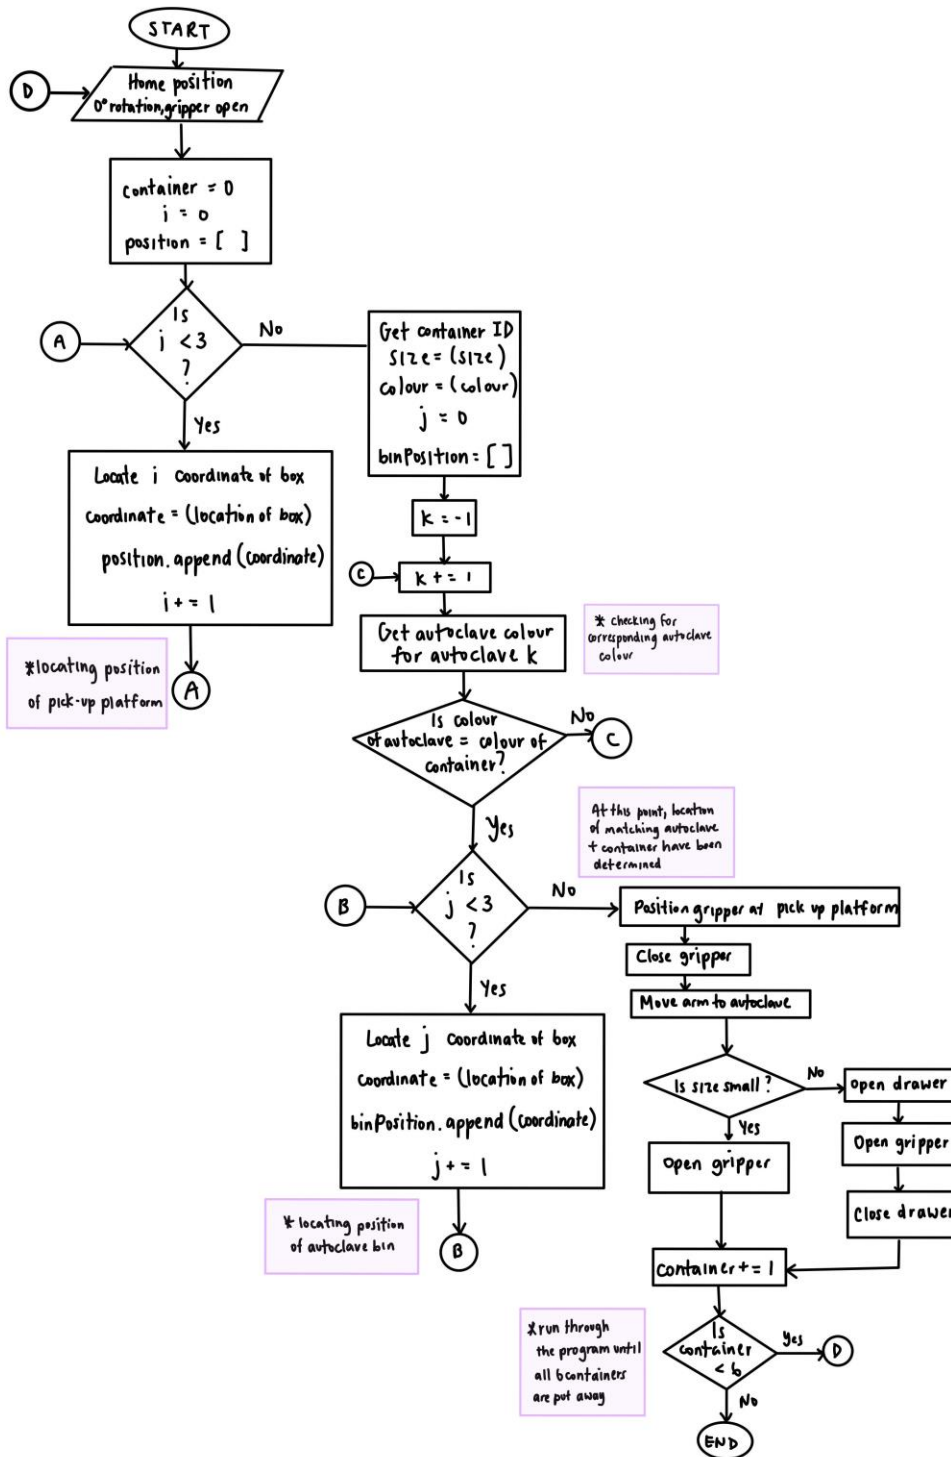 START
D
Home position
0° rotation, gripper open
container = 0
i = 0
position = [ ]
A
Is
i < 3
?
No
Yes
Locate i coordinate of box
coordinate = (location of box)
position.append (coordinate)
i += 1
*locating position
of pick-up platform
A
Get container ID
size = (size)
colour = (colour)
j = 0
binPosition = [ ]
k = -1
C
k += 1
Get autoclave colour
for autoclave k
* checking for
corresponding autoclave
colour
Is colour
of autoclave = colour of
container?
No
C
Yes
At this point, location
of matching autoclave
+ container have been
determined
B
Is
j < 3
?
No
Yes
Locate j coordinate of box
coordinate = (location of box)
binPosition.append (coordinate)
j += 1
* locating position
of autoclave bin
B
Position gripper at pick up platform
Close gripper
Move arm to autoclave
Is size small?
No
Yes
Open gripper
open drawer
Open gripper
Close drawer
container += 1
*run through
the program until
all 6 containers
are put away
Is
container
< 6
Yes
D
No
END